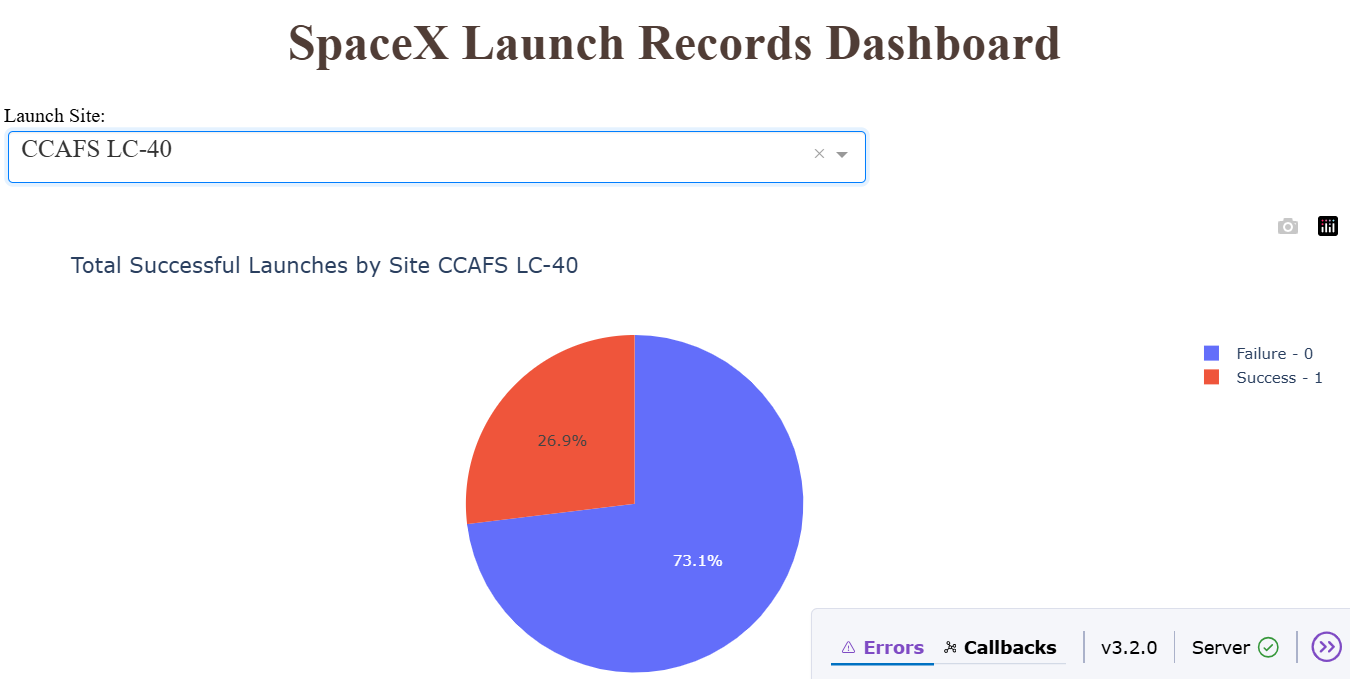 SpaceX Launch Records Dashboard
Launch Site:
CCAFS LC-40
Total Successful Launches by Site CCAFS LC-40
Failure - 0
Success - 1
26.9%
73.1%
Errors Callbacks v3.2.0 Server